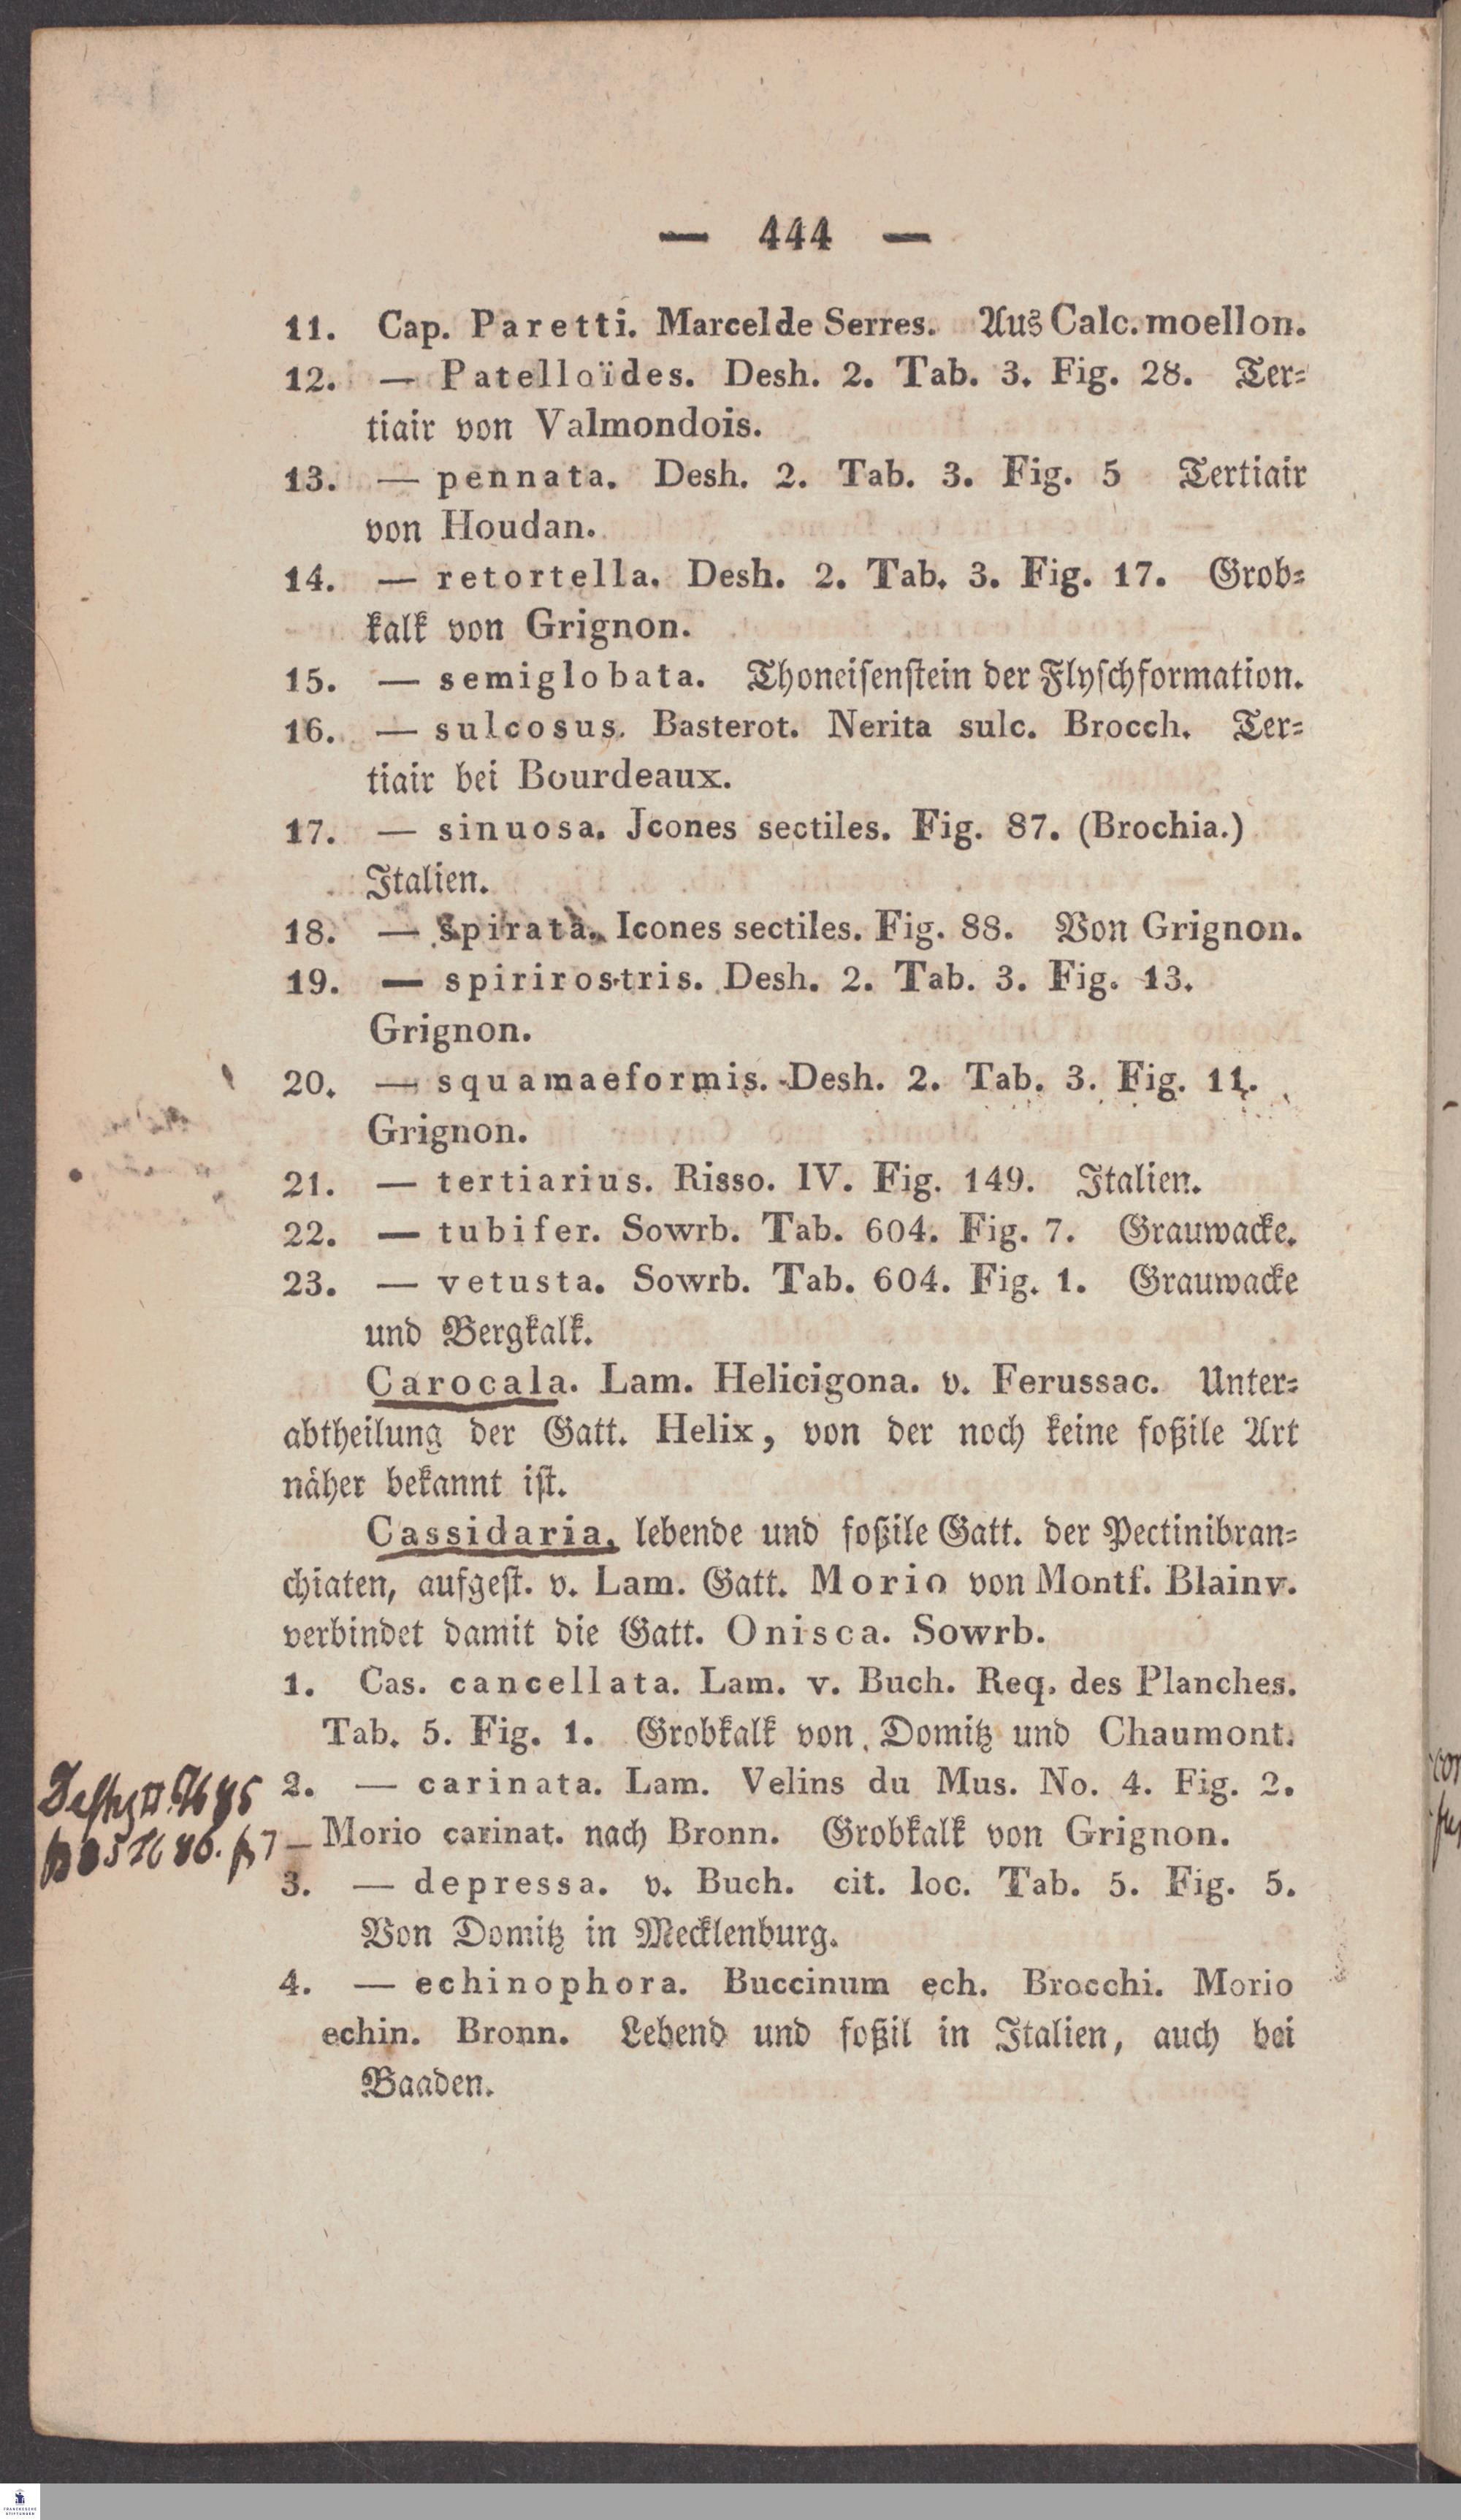 — 444 —
11. Cap. Paretti. Marcel de Serres. Aus Calc. moellon.
12. — Patelloïdes. Desh. 2. Tab. 3. Fig. 28. Ter-
tiair von Valmondois.
13. — pennata. Desh. 2. Tab. 3. Fig. 5 Tertiair
von Houdan.
14. — retortella. Desh. 2. Tab. 3. Fig. 17. Grob-
kalk von Grignon.
15. — semiglobata. Thoneisenstein der Flyschformation.
16. — sulcosus. Basterot. Nerita sulc. Brocch. Ter-
tiair bei Bourdeaux.
17. — sinuosa. Jcones sectiles. Fig. 87. (Brochia.)
Italien.
18. — spirata. Icones sectiles. Fig. 88. Von Grignon.
19. — spirirostris. Desh. 2. Tab. 3. Fig. 13.
Grignon.
20. — squamaeformis. Desh. 2. Tab. 3. Fig. 11.
Grignon.
21. — tertiarius. Risso. IV. Fig. 149. Italien.
22. — tubifer. Sowrb. Tab. 604. Fig. 7. Grauwacke.
23. — vetusta. Sowrb. Tab. 604. Fig. 1. Grauwacke
und Bergkalk.
Carocala. Lam. Helicigona. v. Ferussac. Unter-
abtheilung der Gatt. Helix, von der noch keine foßile Art
näher bekannt ist.
Cassidaria, lebende und foßile Gatt. der Pectinibran-
chiaten, aufgest. v. Lam. Gatt. Morio von Montf. Blainv.
verbindet damit die Gatt. Onisca. Sowrb.
1. Cas. cancellata. Lam. v. Buch. Req. des Planches.
Tab. 5. Fig. 1. Grobkalk von Domitz und Chaumont.
2. — carinata. Lam. Velins du Mus. No. 4. Fig. 2.
Morio carinat. nach Bronn. Grobkalk von Grignon.
3. — depressa. v. Buch. cit. loc. Tab. 5. Fig. 5.
Von Domitz in Mecklenburg.
4. — echinophora. Buccinum ech. Brocchi. Morio
echin. Bronn. Lebend und foßil in Italien, auch bei
Baaden.
FRANCKESCHE
STIFTUNGEN